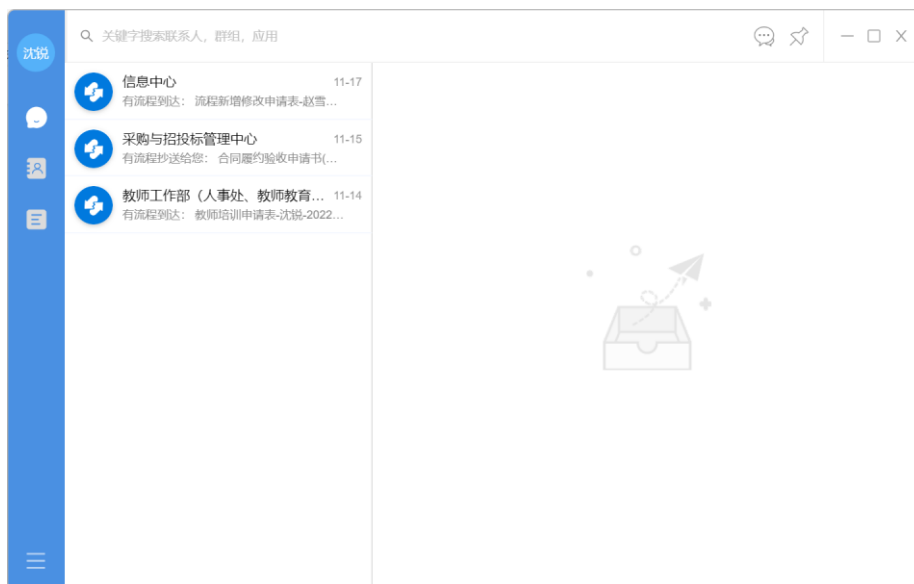 沈锐
关键字搜索联系人，群组，应用
信息中心 11-17
有流程到达： 流程新增修改申请表-赵雪...
采购与招投标管理中心 11-15
有流程抄送给您： 合同履约验收申请书(...
教师工作部（人事处、教师教育... 11-14
有流程到达： 教师培训申请表-沈锐-2022...